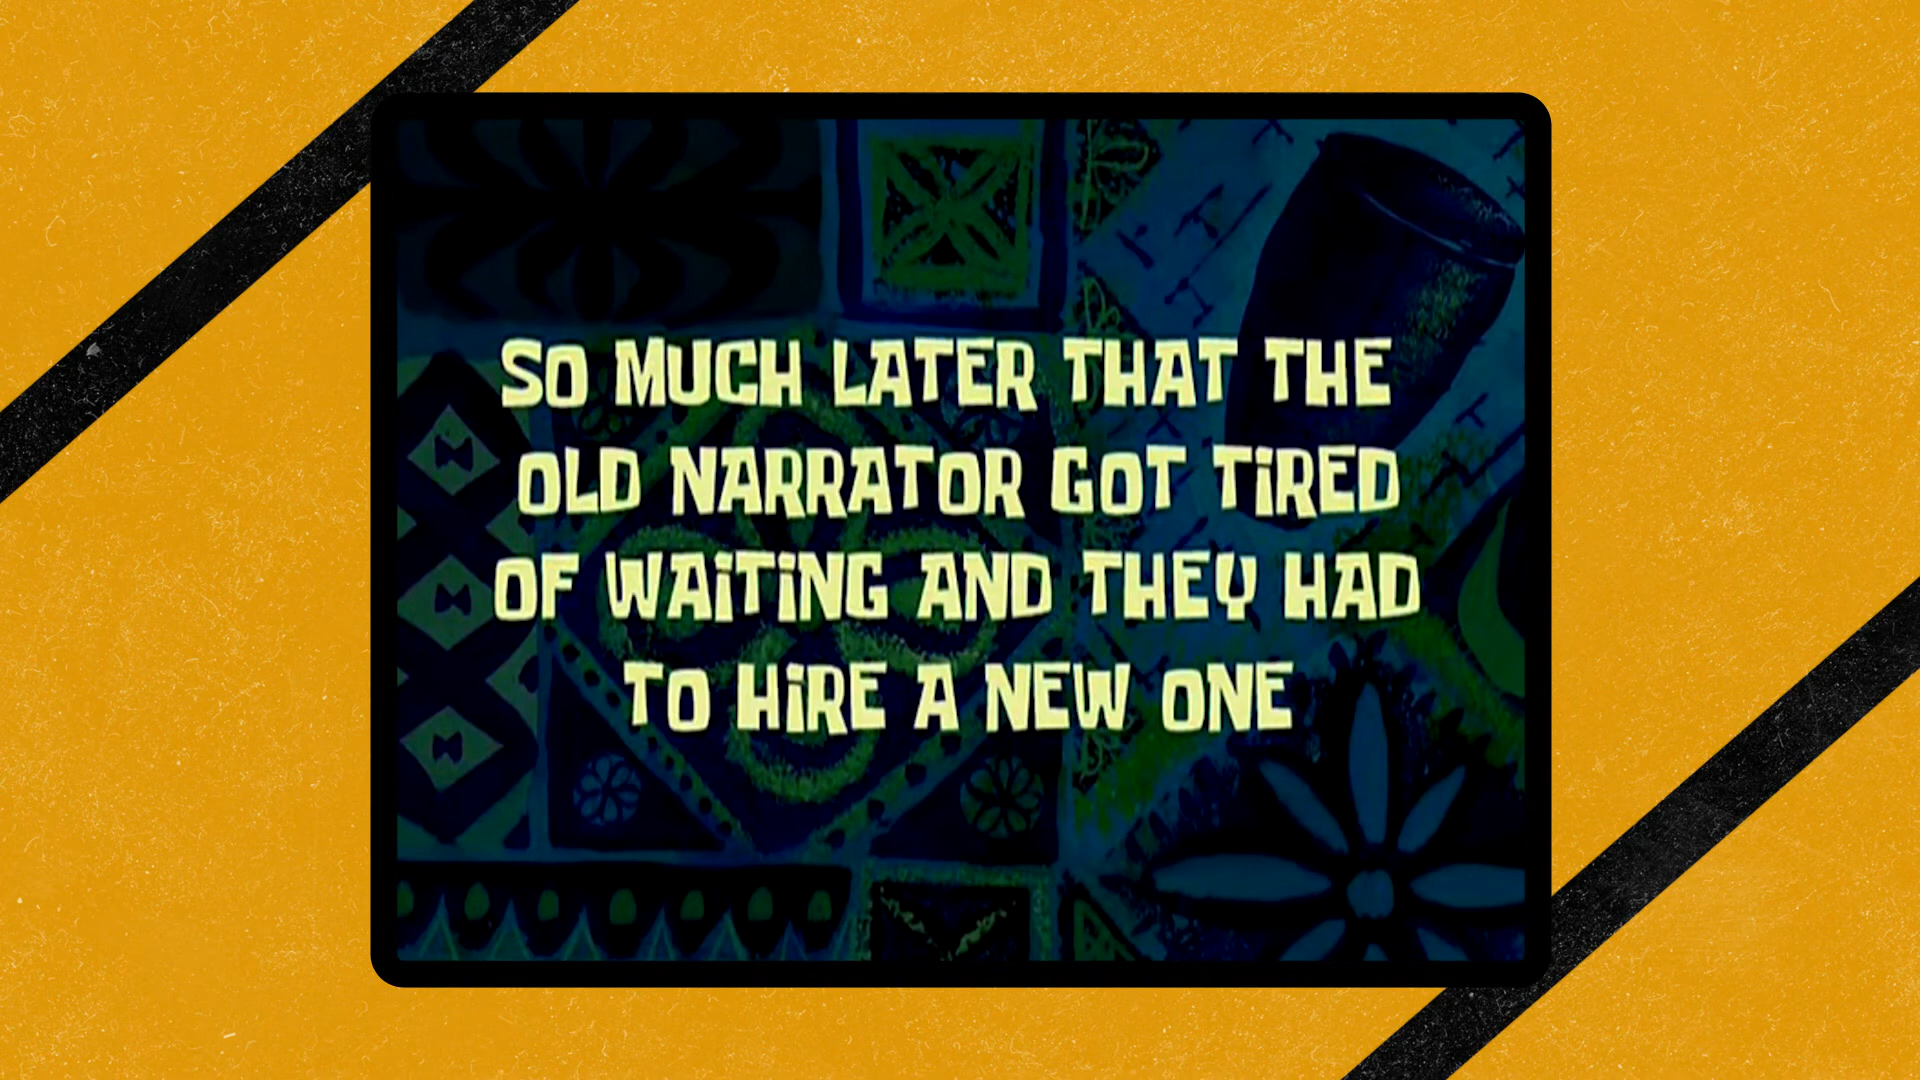 SO MUCH LATER THAT THE
OLD NARRATOR GOT TiRED
OF WAiTiNG AND THEY HAD
TO HiRE A NEW ONE